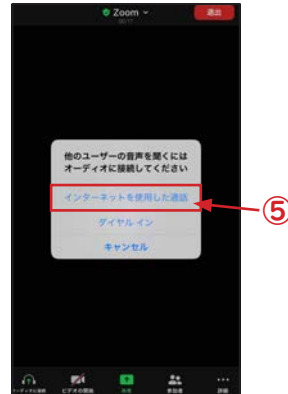 Zoom
退出
他のユーザーの音声を聞くには
オーディオに接続してください
インターネットを使用した通話
⑤
ダイヤルイン
キャンセル
ビデオの開始
共有
参加者
詳細